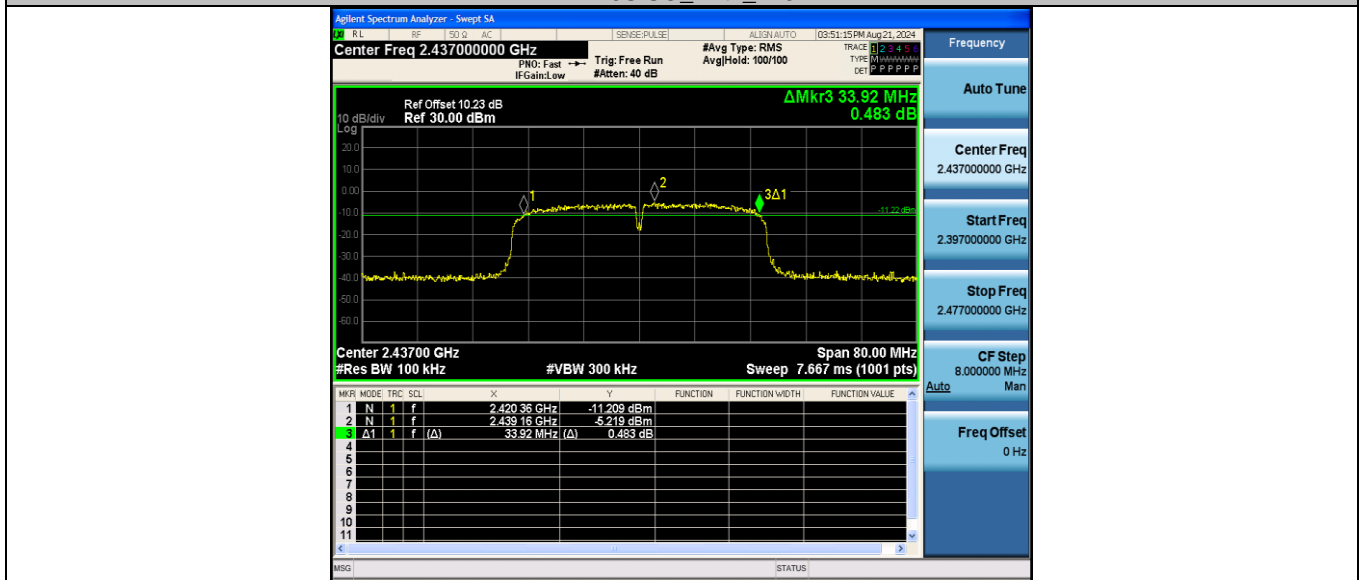 Agilent Spectrum Analyzer - Swept SA
RL RF 50 Ω AC SENSE:PULSE ALIGN AUTO 03:51:15 PM Aug 21, 2024
Center Freq 2.437000000 GHz
PNO: Fast
IFGain:Low
Trig: Free Run
#Atten: 40 dB
#Avg Type: RMS
Avg|Hold: 100/100
TRACE 1 2 3 4 5 6
TYPE M
DET P P P P P P
Frequency
Auto Tune
Center Freq
2.437000000 GHz
Start Freq
2.397000000 GHz
Stop Freq
2.477000000 GHz
CF Step
8.000000 MHz
Auto Man
Freq Offset
0 Hz
ΔMkr3 33.92 MHz
0.483 dB
Ref Offset 10.23 dB
10 dB/div Ref 30.00 dBm
Log
20.0
10.0
0.00
-10.0
-20.0
-30.0
-40.0
-50.0
-60.0
1
2
3Δ1
-11.22 dBm
Center 2.43700 GHz Span 80.00 MHz
#Res BW 100 kHz #VBW 300 kHz Sweep 7.667 ms (1001 pts)
MKR MODE TRC SCL X Y FUNCTION FUNCTION WIDTH FUNCTION VALUE
1 N 1 f 2.420 36 GHz -11.209 dBm
2 N 1 f 2.439 16 GHz -5.219 dBm
3 Δ1 1 f (Δ) 33.92 MHz (Δ) 0.483 dB
4
5
6
7
8
9
10
11
MSG STATUS